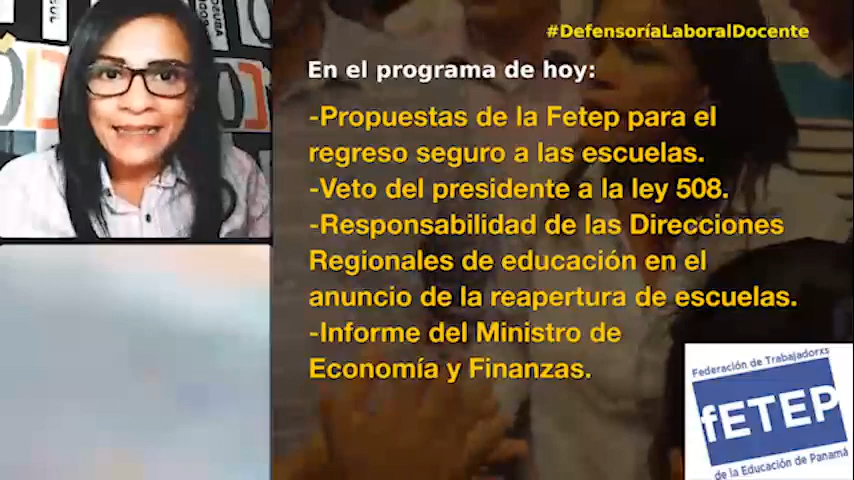 #DefensoríaLaboralDocente
En el programa de hoy:
-Propuestas de la Fetep para el
regreso seguro a las escuelas.
-Veto del presidente a la ley 508.
-Responsabilidad de las Direcciones
Regionales de educación en el
anuncio de la reapertura de escuelas.
-Informe del Ministro de
Economía y Finanzas.
Federación de Trabajadorxs
fETEP
de la Educación de Panamá